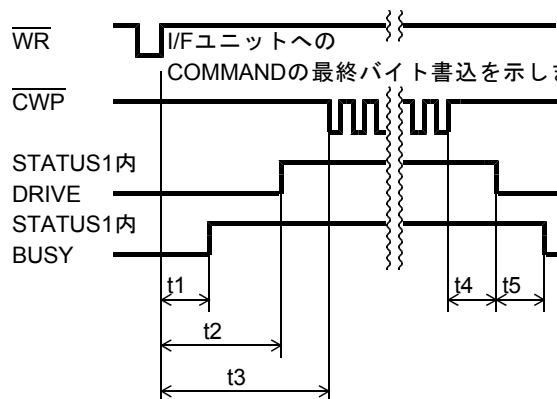 WR I/Fユニットへの
COMMANDの最終バイト書込を示しま
CWP
STATUS1内
DRIVE
STATUS1内
BUSY
t1 t4 t5
t2
t3